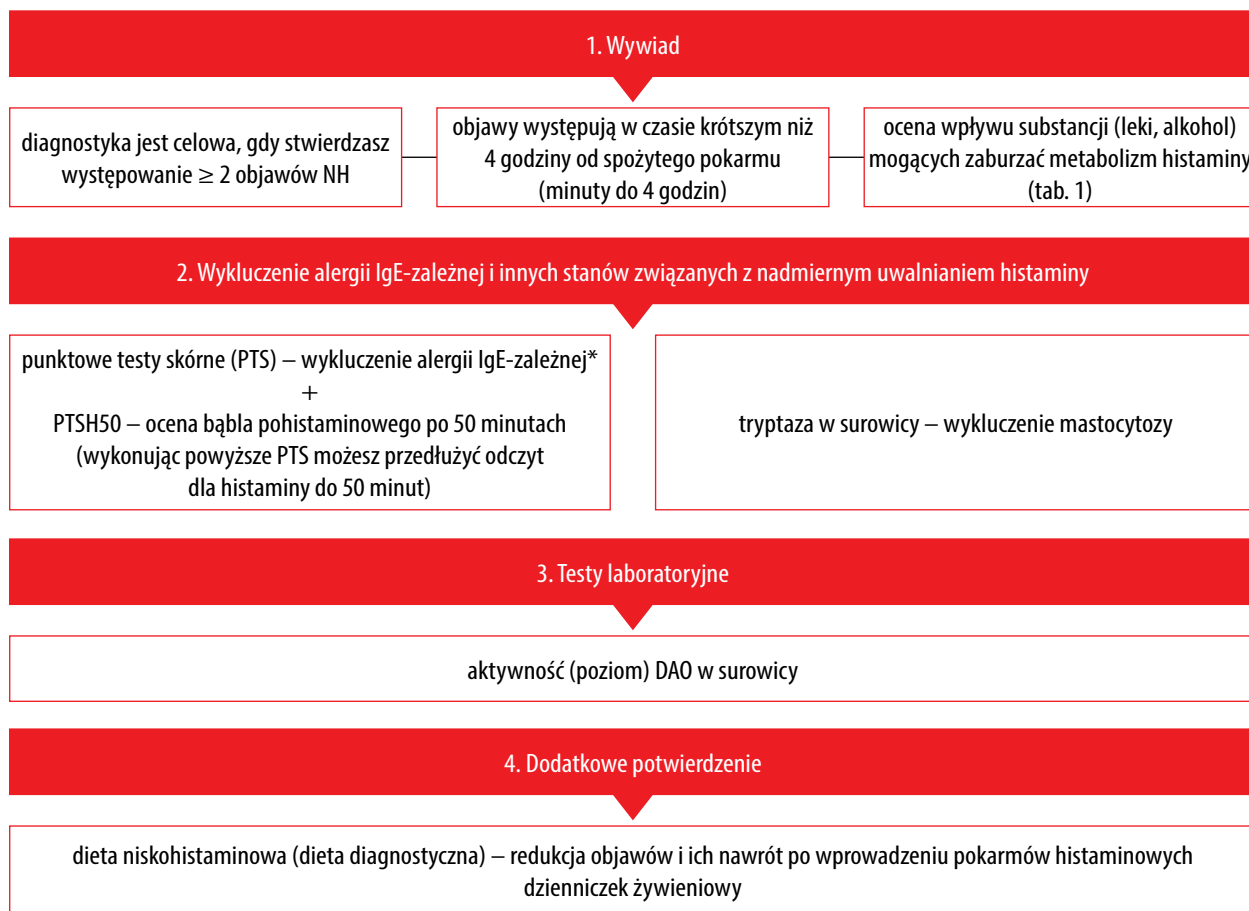 1. Wywiad
diagnostyka jest celowa, gdy stwierdzasz
występowanie ≥ 2 objawów NH
objawy występują w czasie krótszym niż
4 godziny od spożytego pokarmu
(minuty do 4 godzin)
ocena wpływu substancji (leki, alkohol)
mogących zaburzać metabolizm histaminy
(tab. 1)
2. Wykluczenie alergii IgE-zależnej i innych stanów związanych z nadmiernym uwalnianiem histaminy
punktowe testy skórne (PTS) – wykluczenie alergii IgE-zależnej*
+
PTSH50 – ocena bąbla pohistaminowego po 50 minutach
(wykonując powyższe PTS możesz przedłużyć odczyt
dla histaminy do 50 minut)
tryptaza w surowicy – wykluczenie mastocytozy
3. Testy laboratoryjne
aktywność (poziom) DAO w surowicy
4. Dodatkowe potwierdzenie
dieta niskohistaminowa (dieta diagnostyczna) – redukcja objawów i ich nawrót po wprowadzeniu pokarmów histaminowych
dzienniczek żywieniowy